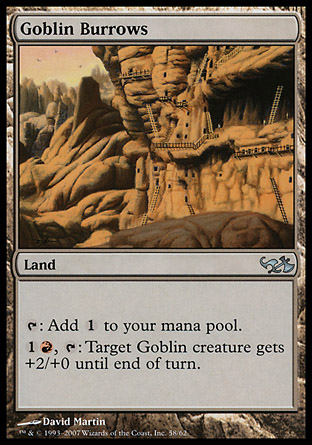 Goblin Burrows
Land
: Add 1 to your mana pool.
1 , : Target Goblin creature gets
+2/+0 until end of turn.
David Martin
™ & © 1993–2007 Wizards of the Coast, Inc. 58/62